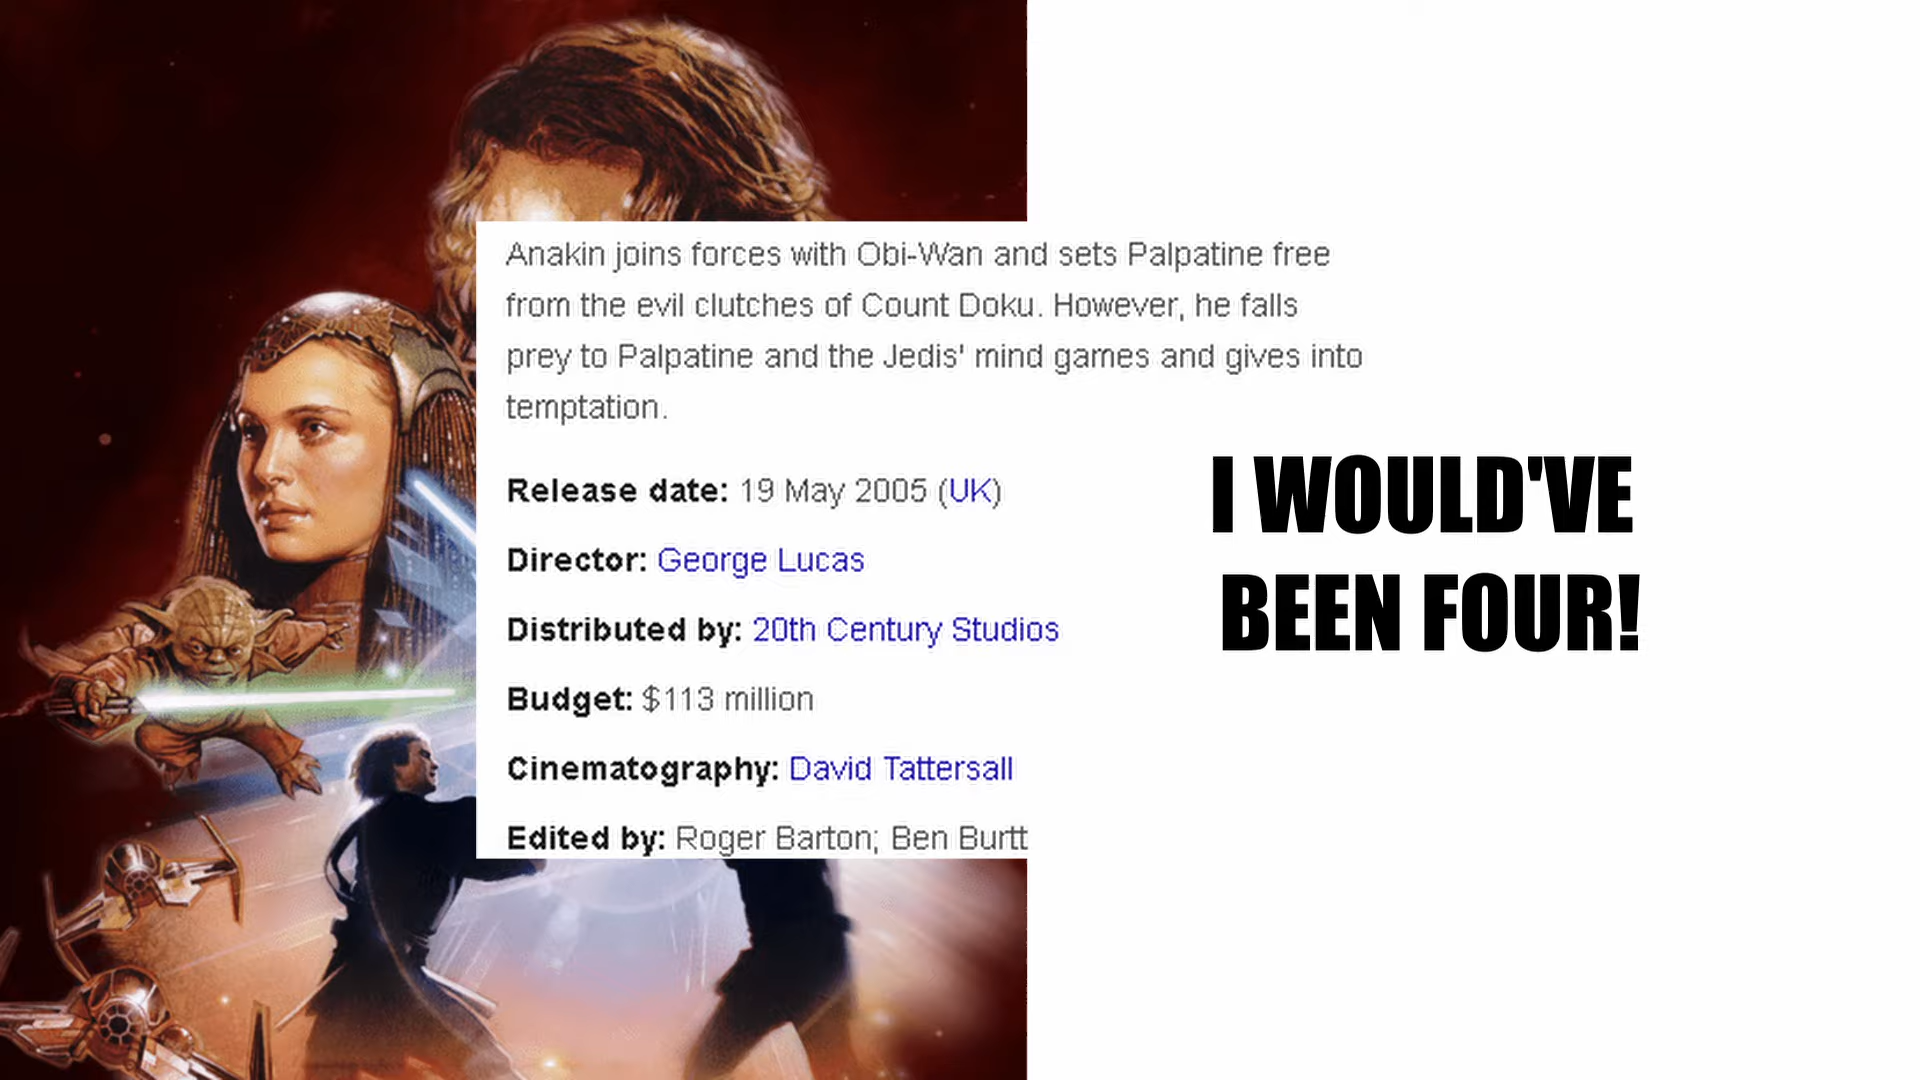 Anakin joins forces with Obi-Wan and sets Palpatine free
from the evil clutches of Count Doku. However, he falls
prey to Palpatine and the Jedis' mind games and gives into
temptation.
Release date: 19 May 2005 (UK)
Director: George Lucas
Distributed by: 20th Century Studios
Budget: $113 million
Cinematography: David Tattersall
Edited by: Roger Barton; Ben Burtt
I WOULD'VE
BEEN FOUR!